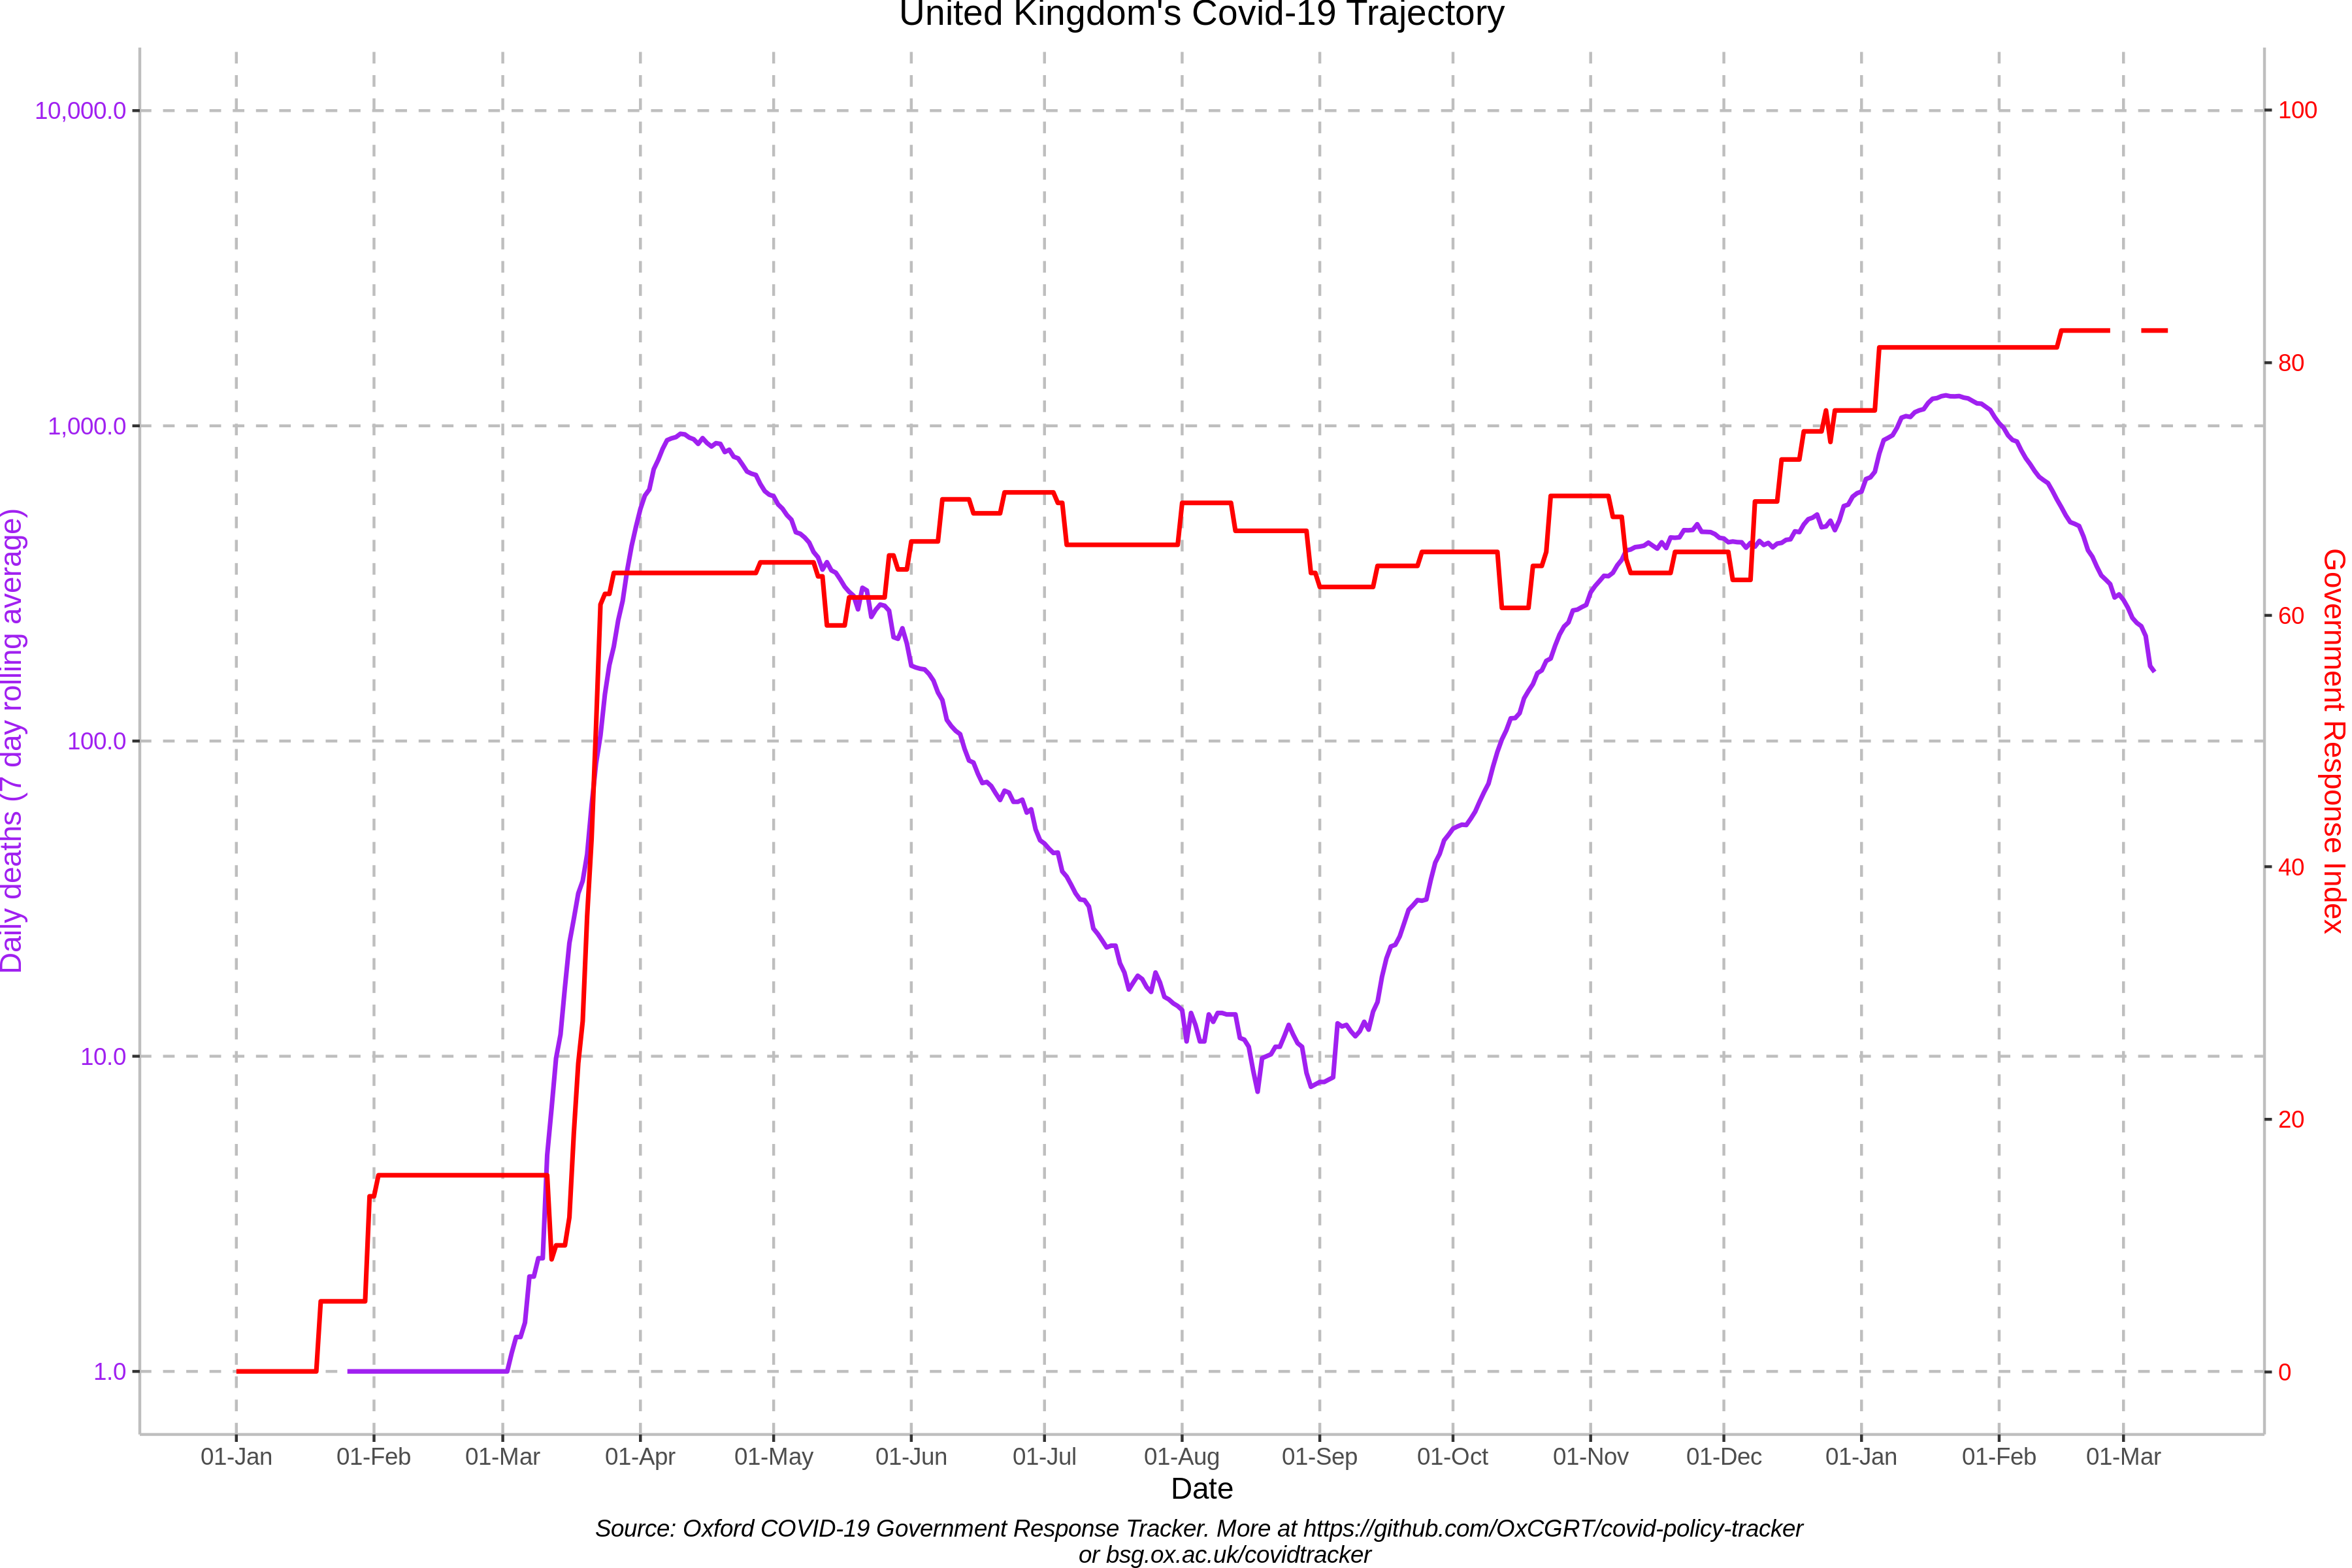 United Kingdom's Covid-19 Trajectory
10,000.0
1,000.0
100.0
10.0
1.0
Daily deaths (7 day rolling average)
100
80
60
40
20
0
Government Response Index
01-Jan 01-Feb 01-Mar 01-Apr 01-May 01-Jun 01-Jul 01-Aug 01-Sep 01-Oct 01-Nov 01-Dec 01-Jan 01-Feb 01-Mar
Date
Source: Oxford COVID-19 Government Response Tracker. More at https://github.com/OxCGRT/covid-policy-tracker
or bsg.ox.ac.uk/covidtracker